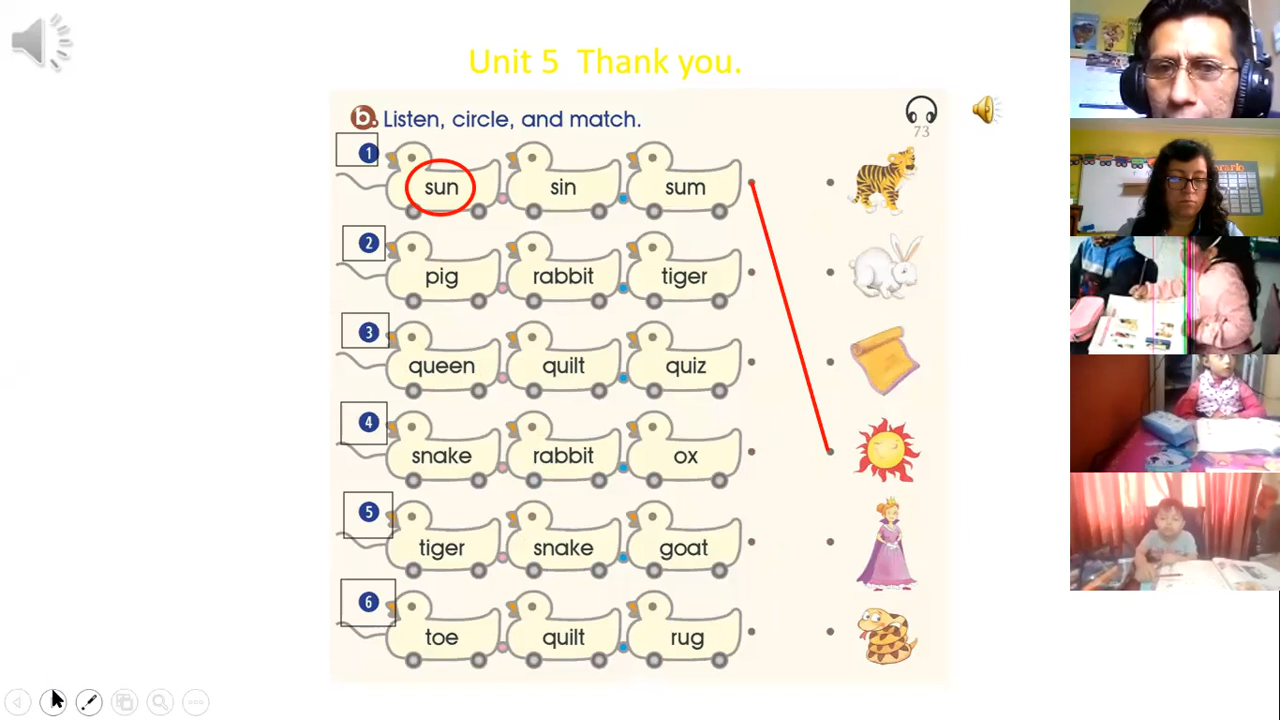 Unit 5 Thank you.
b. Listen, circle, and match.
73
1 sun sin sum
2 pig rabbit tiger
3 queen quilt quiz
4 snake rabbit ox
5 tiger snake goat
6 toe quilt rug